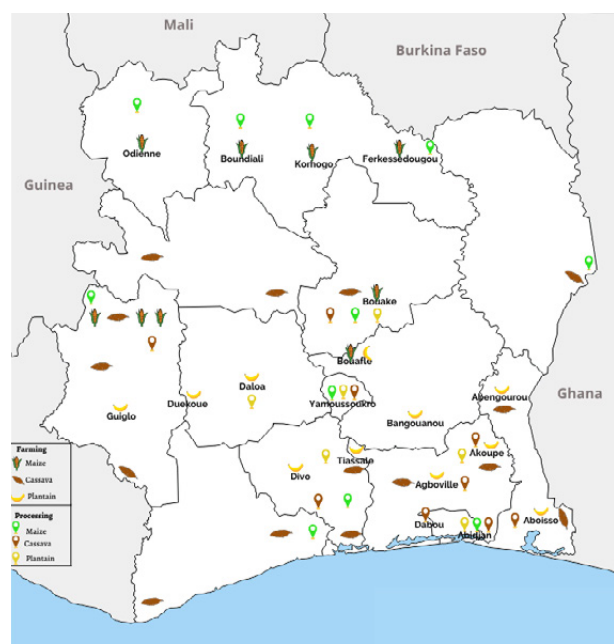 Mali
Burkina Faso
Odienne
Boundiali
Korhogo
Ferkessedougou
Guinea
Bouake
Bouafle
Daloa
Duekoue
Yamoussoukro
Abengourou
Ghana
Guiglo
Bangouanou
Farming
Maize
Cassava
Plantain
Tiassale
Akoupe
Divo
Agboville
Processing
Maize
Cassava
Plantain
Dabou
Abidjan
Aboisso